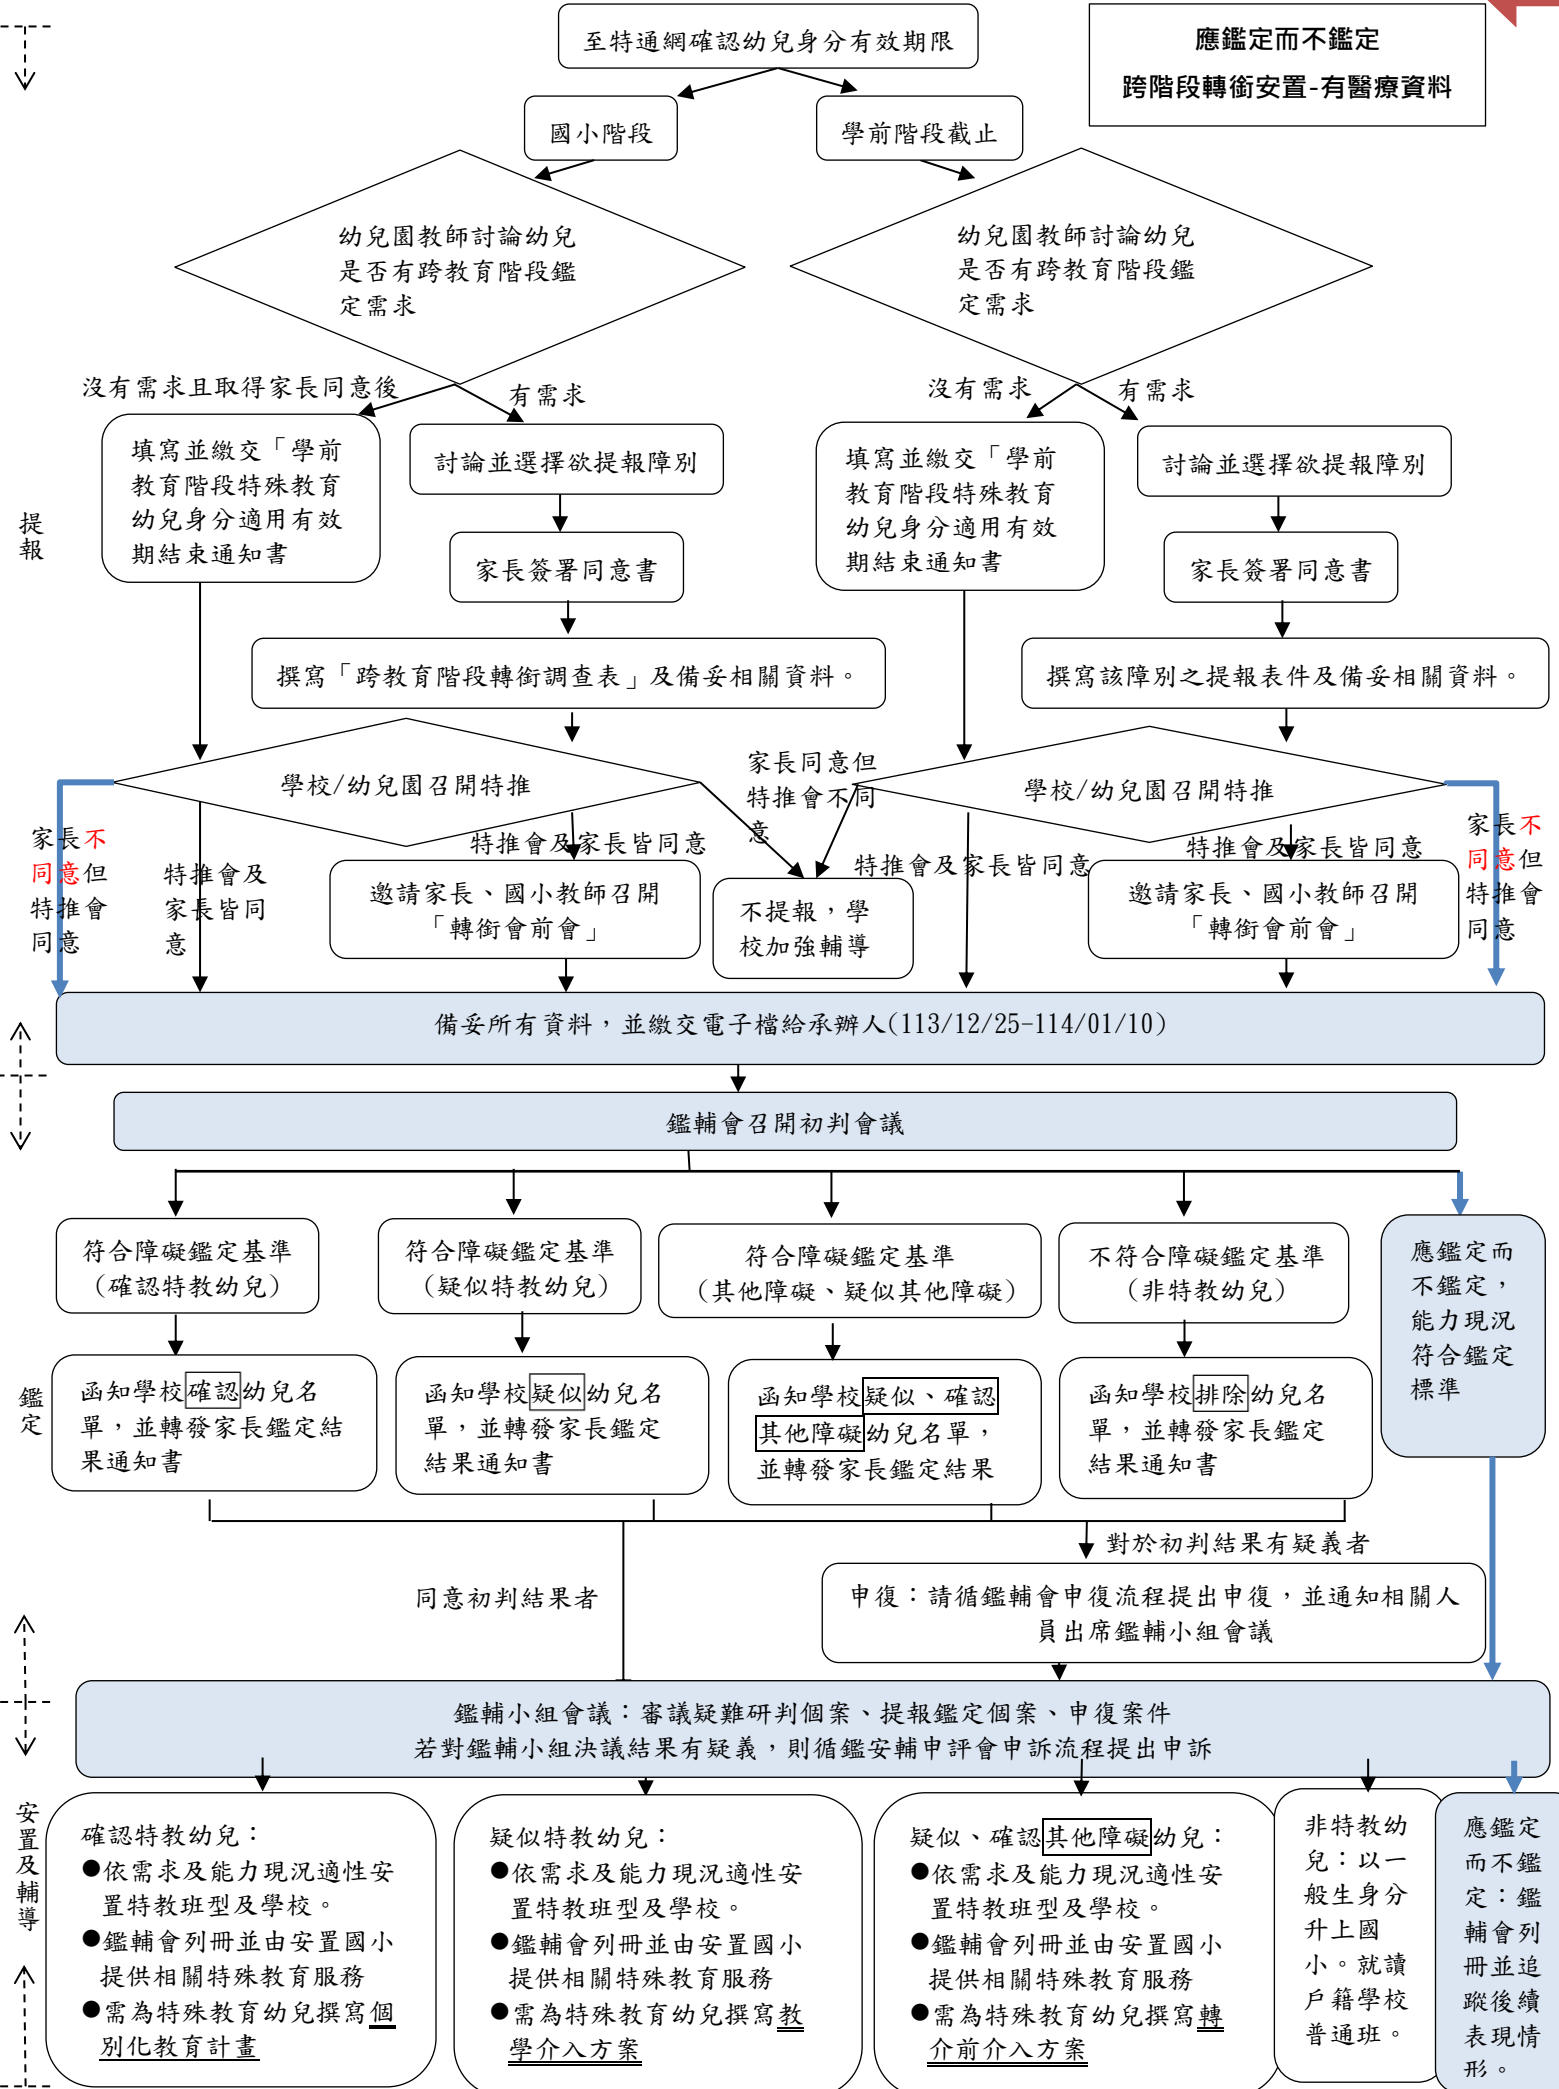 至特通網確認幼兒身分有效期限
應鑑定而不鑑定
跨階段轉銜安置-有醫療資料
國小階段
學前階段截止
幼兒園教師討論幼兒
是否有跨教育階段鑑
定需求
幼兒園教師討論幼兒
是否有跨教育階段鑑
定需求
沒有需求且取得家長同意後
有需求
沒有需求
有需求
填寫並繳交「學前
教育階段特殊教育
幼兒身分適用有效
期結束通知書
討論並選擇欲提報障別
填寫並繳交「學前
教育階段特殊教育
幼兒身分適用有效
期結束通知書
討論並選擇欲提報障別
提報
家長簽署同意書
家長簽署同意書
撰寫「跨教育階段轉銜調查表」及備妥相關資料。
撰寫該障別之提報表件及備妥相關資料。
學校/幼兒園召開特推
家長同意但
特推會不同
意
學校/幼兒園召開特推
家長不
同意但
特推會
同意
特推會及
家長皆同
意
特推會及家長皆同意
特推會及家長皆同意
特推會及家長皆同意
家長不
同意但
特推會
同意
邀請家長、國小教師召開
「轉銜會前會」
不提報，學
校加強輔導
邀請家長、國小教師召開
「轉銜會前會」
備妥所有資料，並繳交電子檔給承辦人(113/12/25-114/01/10)
鑑輔會召開初判會議
符合障礙鑑定基準
(確認特教幼兒)
符合障礙鑑定基準
(疑似特教幼兒)
符合障礙鑑定基準
(其他障礙、疑似其他障礙)
不符合障礙鑑定基準
(非特教幼兒)
應鑑定而
不鑑定，
能力現況
符合鑑定
標準
鑑定
函知學校確認幼兒名
單，並轉發家長鑑定結
果通知書
函知學校疑似幼兒名
單，並轉發家長鑑定
結果通知書
函知學校疑似、確認
其他障礙幼兒名單，
並轉發家長鑑定結果
函知學校排除幼兒名
單，並轉發家長鑑定
結果通知書
對於初判結果有疑義者
同意初判結果者
申復：請循鑑輔會申復流程提出申復，並通知相關人
員出席鑑輔小組會議
鑑輔小組會議：審議疑難研判個案、提報鑑定個案、申復案件
若對鑑輔小組決議結果有疑義，則循鑑安輔申評會申訴流程提出申訴
安置及輔導
確認特教幼兒：
●依需求及能力現況適性安
置特教班型及學校。
●鑑輔會列冊並由安置國小
提供相關特殊教育服務
●需為特殊教育幼兒撰寫個
別化教育計畫
疑似特教幼兒：
●依需求及能力現況適性安
置特教班型及學校。
●鑑輔會列冊並由安置國小
提供相關特殊教育服務
●需為特殊教育幼兒撰寫教
學介入方案
疑似、確認其他障礙幼兒：
●依需求及能力現況適性安
置特教班型及學校。
●鑑輔會列冊並由安置國小
提供相關特殊教育服務
●需為特殊教育幼兒撰寫轉
介前介入方案
非特教幼
兒：以一
般生身分
升上國
小。就讀
戶籍學校
普通班。
應鑑定
而不鑑
定：鑑
輔會列
冊並追
蹤後續
表現情
形。